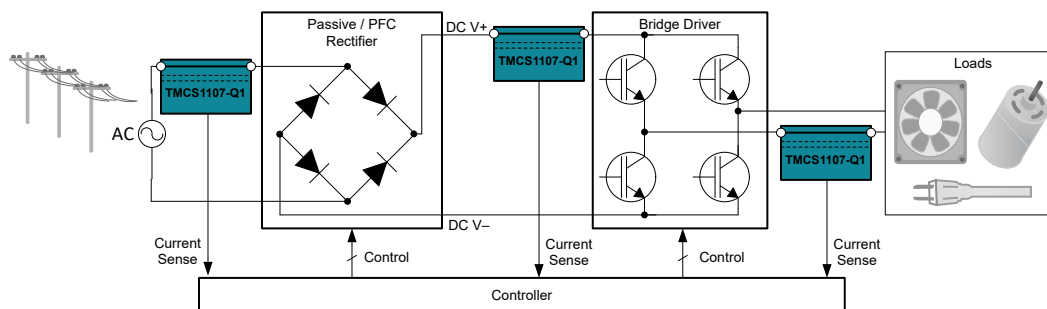 Passive / PFC
Rectifier
DC V+
Bridge Driver
TMCS1107-Q1
TMCS1107-Q1
Loads
AC
TMCS1107-Q1
DC V–
Current
Sense
Control
Current
Sense
Control
Current
Sense
Controller